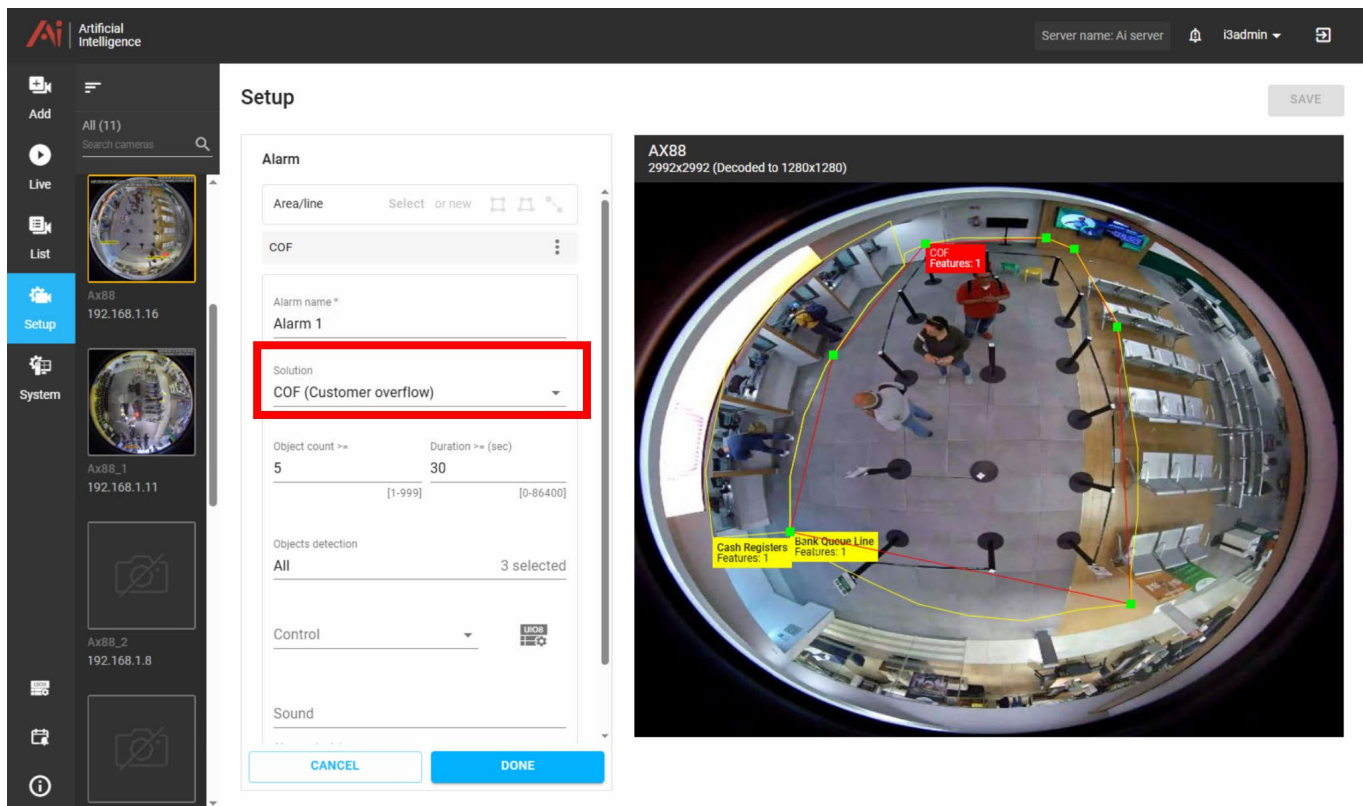 Ai
Artificial
Intelligence
Server name: Ai server
i3admin
Add
Live
List
Setup
System
All (11)
Search cameras
Ax88
192.168.1.16
Ax88_1
192.168.1.11
Ax88_2
192.168.1.8
Setup
SAVE
Alarm
Area/line
Select or new
COF
Alarm name *
Alarm 1
Solution
COF (Customer overflow)
Object count >=
Duration >= (sec)
5
30
[1-999]
[0-86400]
Objects detection
All
3 selected
Control
UIO8
Sound
CANCEL
DONE
AX88
2992x2992 (Decoded to 1280x1280)
COF
Features: 1
Cash Registers
Features: 1
Bank Queue Line
Features: 1